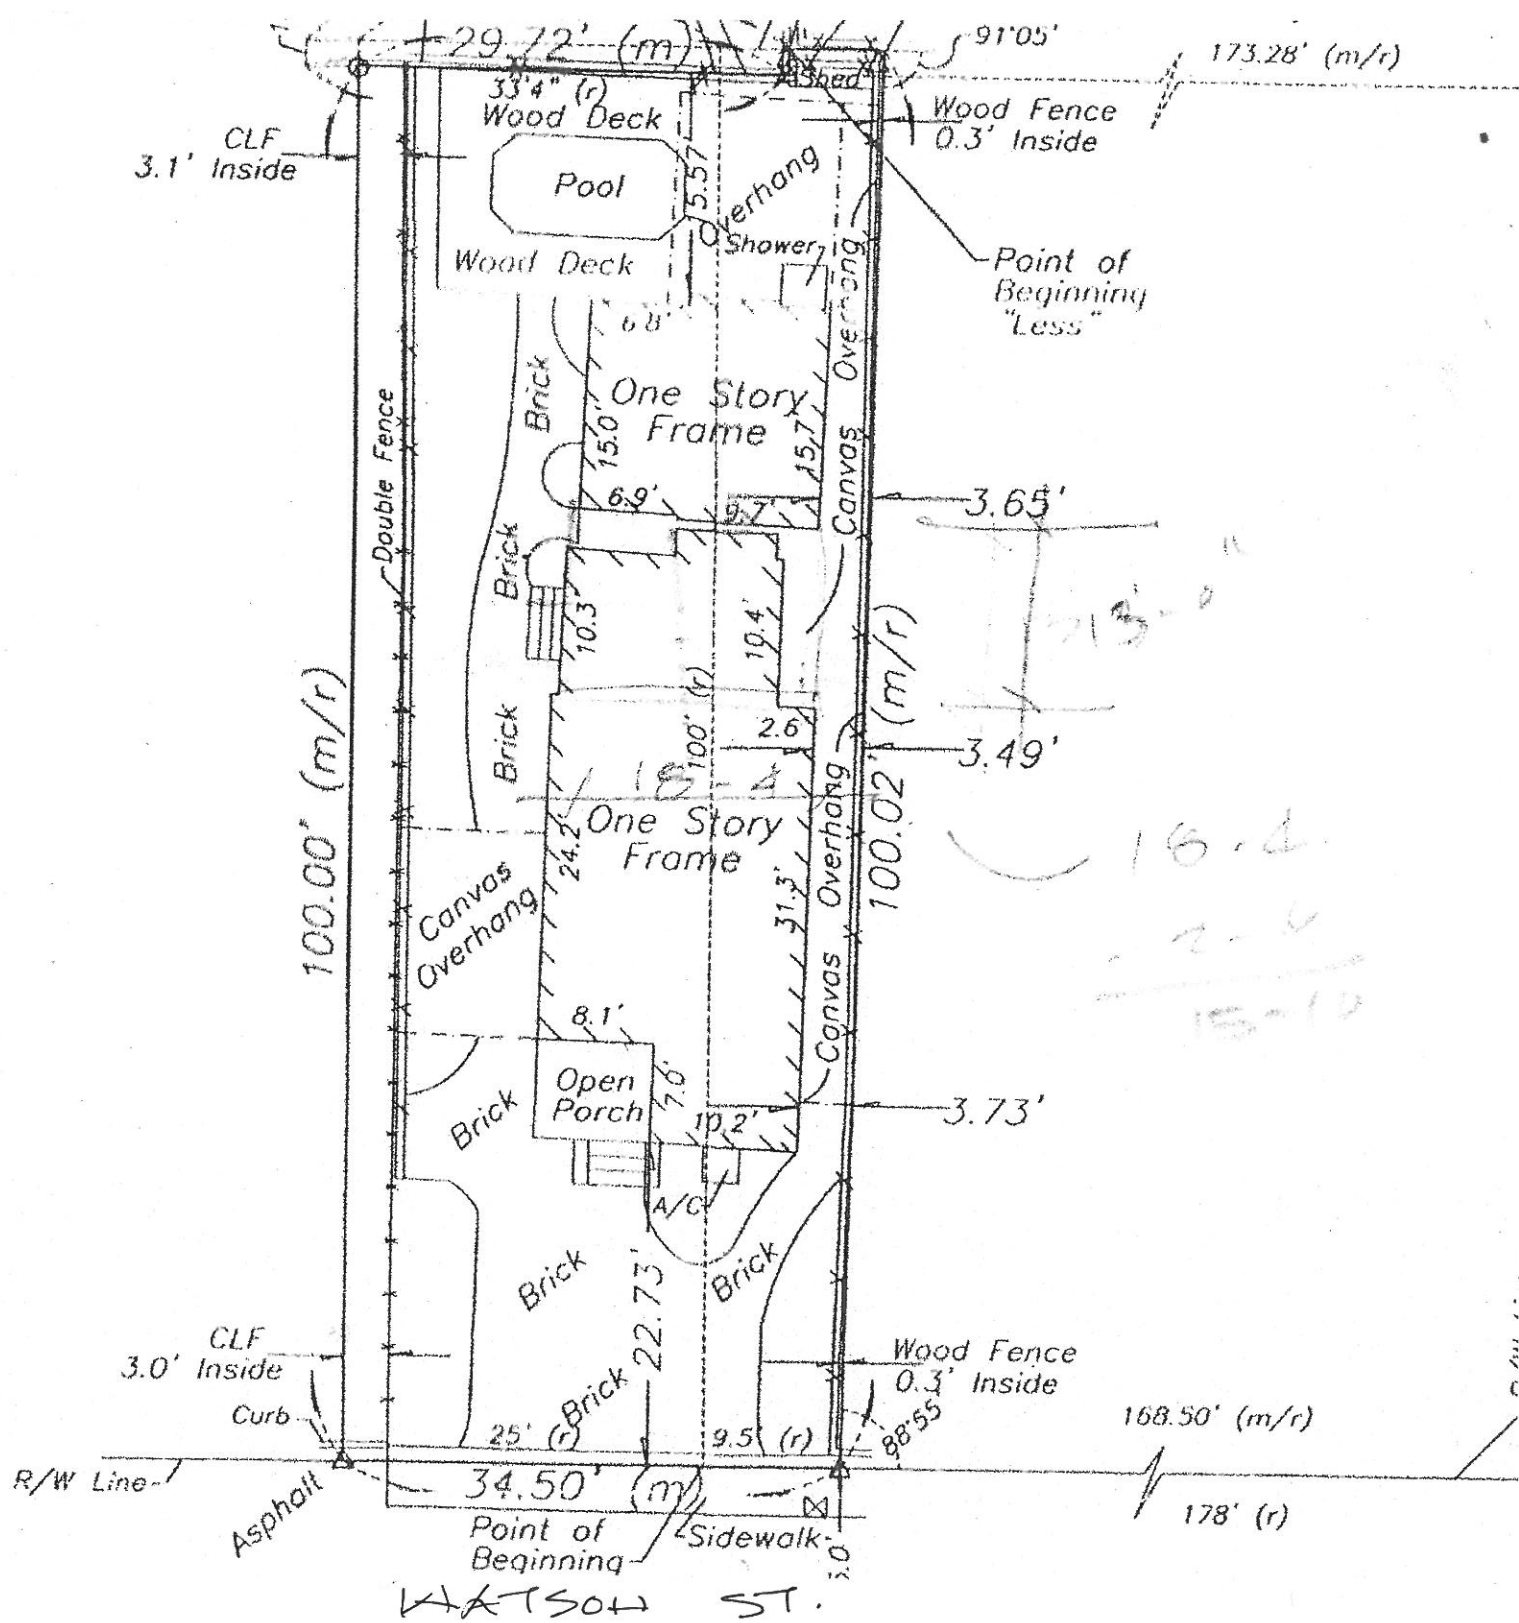 29.72' (m)
91°05'
173.28' (m/r)
33'4" (r)
Shed
Wood Deck
Wood Fence
0.3' Inside
CLF
3.1' Inside
Pool
5.57'
Overhang
Shower
Wood Deck
Point of
Beginning
"Less"
6.8'
Brick
One Story
Frame
15.0'
15.7'
Canvas Overhang
Double Fence
6.9'
9.7'
3.65'
Brick
10.3'
10.4'
13'-0"
100.00' (m/r)
100' (r)
100.02' (m/r)
Brick
2.6'
3.49'
18-4
One Story
Frame
24.2'
31.3'
Canvas Overhang
18-4
2-6
15-10
Canvas
Overhang
8.1'
Open
Porch
7.0'
10.2'
3.73'
Brick
A/C
Brick
22.73'
Brick
CLF
3.0' Inside
Wood Fence
0.3' Inside
Brick
Curb
25' (r)
9.5' (r)
88°55'
168.50' (m/r)
R/W Line
34.50' (m)
Asphalt
178' (r)
Point of
Beginning
Sidewalk
WATSON ST.